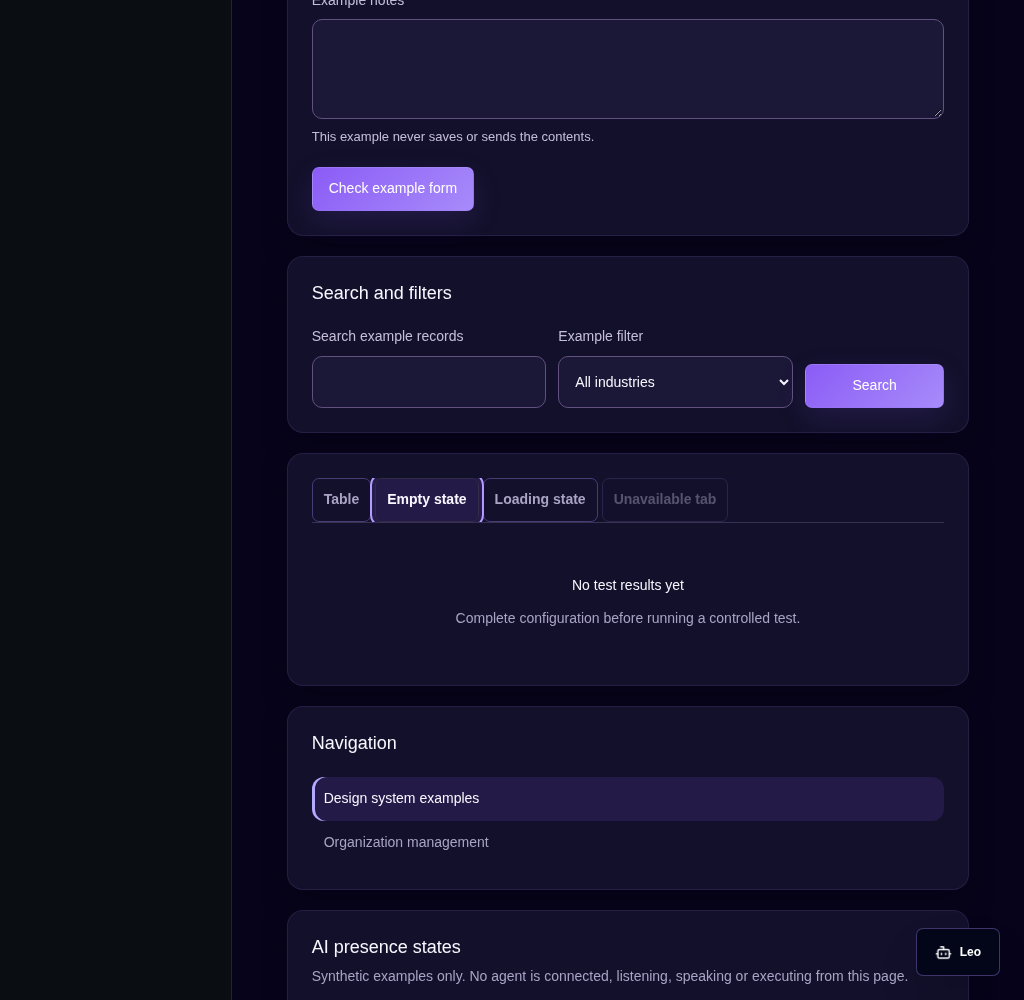 Example notes
This example never saves or sends the contents.
Check example form
Search and filters
Search example records
Example filter
All industries
Search
Table
Empty state
Loading state
Unavailable tab
No test results yet
Complete configuration before running a controlled test.
Navigation
Design system examples
Organization management
AI presence states
Synthetic examples only. No agent is connected, listening, speaking or executing from this page.
Leo